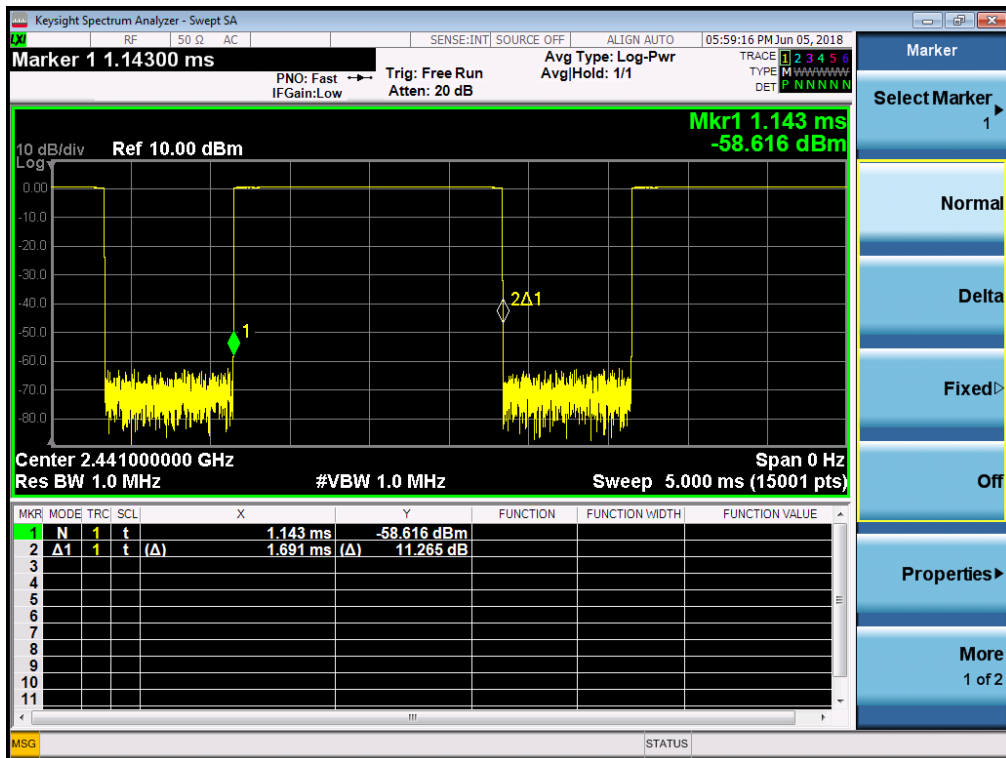 Keysight Spectrum Analyzer - Swept SA
LXI RF 50 Ω AC SENSE:INT SOURCE OFF ALIGN AUTO 05:59:16 PM Jun 05, 2018
Marker 1 1.14300 ms
PNO: Fast Trig: Free Run Avg Type: Log-Pwr TRACE 1 2 3 4 5 6
IFGain:Low Atten: 20 dB Avg|Hold: 1/1 TYPE M WWWWW
DET P N N N N N
Mkr1 1.143 ms
10 dB/div Ref 10.00 dBm -58.616 dBm
Log
0.00
-10.0
-20.0
-30.0
-40.0
2Δ1
-50.0
1
-60.0
-70.0
-80.0
Center 2.441000000 GHz Span 0 Hz
Res BW 1.0 MHz #VBW 1.0 MHz Sweep 5.000 ms (15001 pts)
MKR MODE TRC SCL X Y FUNCTION FUNCTION WIDTH FUNCTION VALUE
1 N 1 t 1.143 ms -58.616 dBm
2 Δ1 1 t (Δ) 1.691 ms (Δ) 11.265 dB
3
4
5
6
7
8
9
10
11
MSG STATUS
Marker
Select Marker
1
Normal
Delta
Fixed
Off
Properties
More
1 of 2